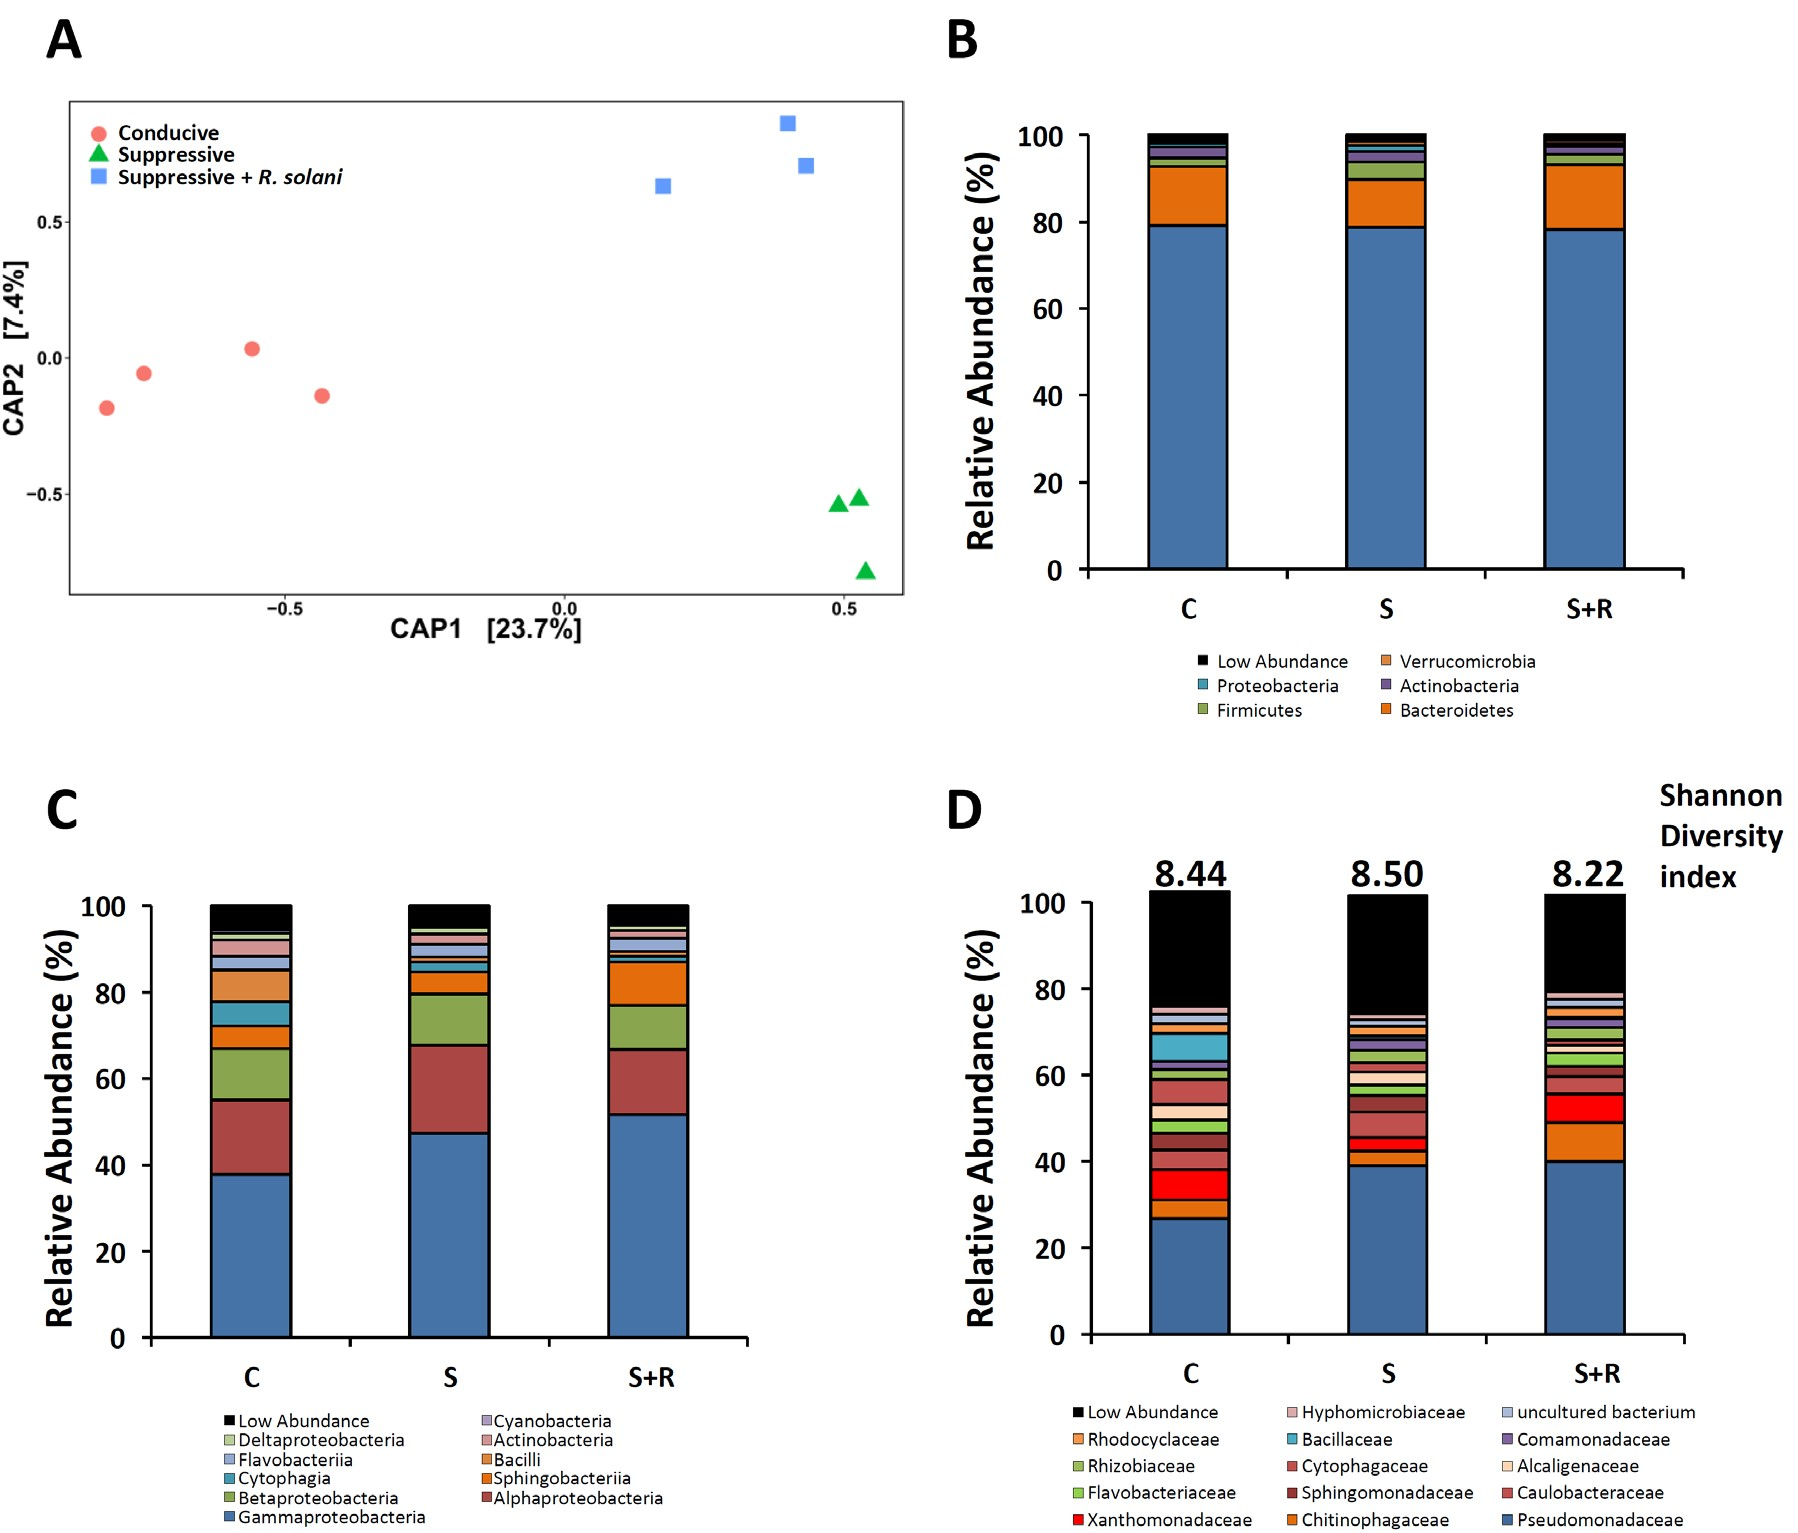 A
Conducive
Suppressive
Suppressive + R. solani
0.5
0.0
−0.5
CAP2 [7.4%]
−0.5
0.0
0.5
CAP1 [23.7%]
B
Relative Abundance (%)
100
80
60
40
20
0
C
S
S+R
Low Abundance
Verrucomicrobia
Proteobacteria
Actinobacteria
Firmicutes
Bacteroidetes
C
Relative Abundance (%)
100
80
60
40
20
0
C
S
S+R
Low Abundance
Cyanobacteria
Deltaproteobacteria
Actinobacteria
Flavobacteriia
Bacilli
Cytophagia
Sphingobacteriia
Betaproteobacteria
Alphaproteobacteria
Gammaproteobacteria
D
Shannon
Diversity
index
8.44
8.50
8.22
Relative Abundance (%)
100
80
60
40
20
0
C
S
S+R
Low Abundance
Hyphomicrobiaceae
uncultured bacterium
Rhodocyclaceae
Bacillaceae
Comamonadaceae
Rhizobiaceae
Cytophagaceae
Alcaligenaceae
Flavobacteriaceae
Sphingomonadaceae
Caulobacteraceae
Xanthomonadaceae
Chitinophagaceae
Pseudomonadaceae